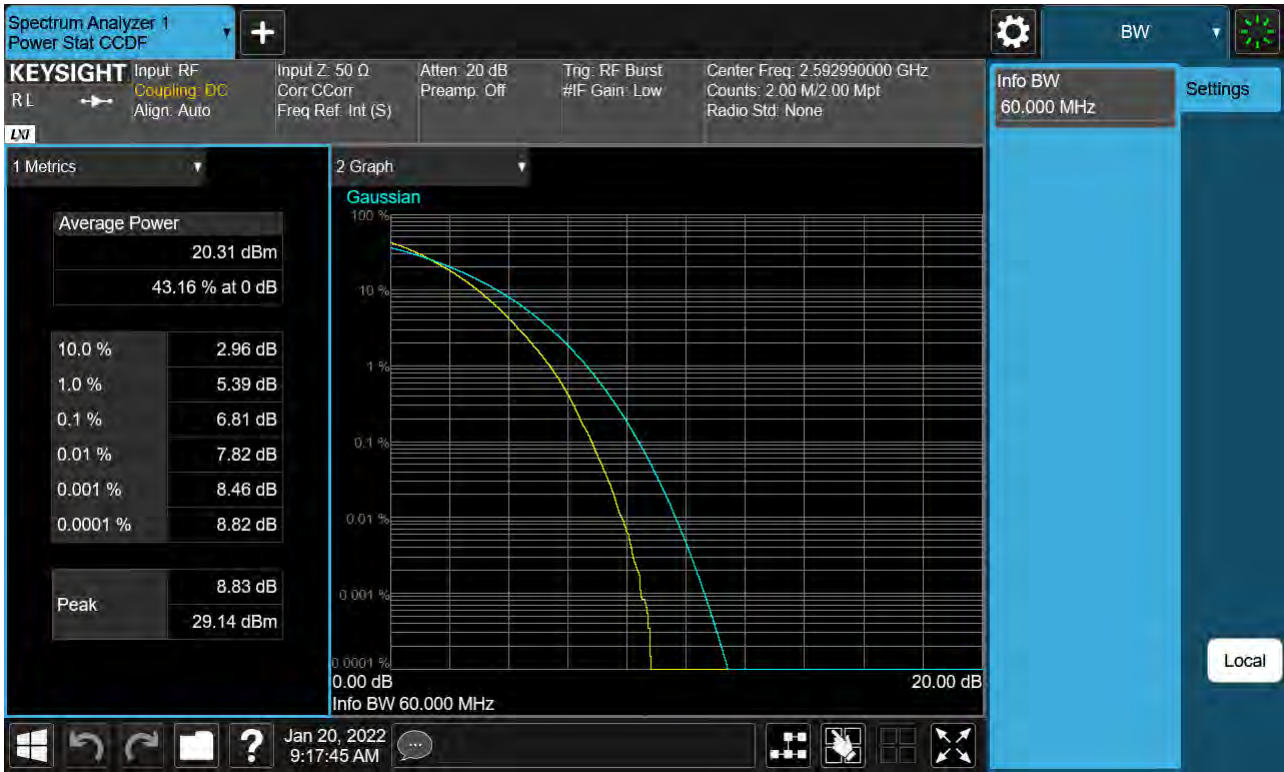 Spectrum Analyzer 1
Power Stat CCDF
+
BW
KEYSIGHT
RL
LXI
Input: RF
Coupling: DC
Align: Auto
Input Z: 50 Ω
Corr CCorr
Freq Ref: Int (S)
Atten: 20 dB
Preamp: Off
Trig: RF Burst
#IF Gain: Low
Center Freq: 2.592990000 GHz
Counts: 2.00 M/2.00 Mpt
Radio Std: None
Info BW
60.000 MHz
Settings
1 Metrics
Average Power
20.31 dBm
43.16 % at 0 dB
10.0 % 2.96 dB
1.0 % 5.39 dB
0.1 % 6.81 dB
0.01 % 7.82 dB
0.001 % 8.46 dB
0.0001 % 8.82 dB
Peak
8.83 dB
29.14 dBm
2 Graph
Gaussian
100 %
10 %
1 %
0.1 %
0.01 %
0.001 %
0.0001 %
0.00 dB 20.00 dB
Info BW 60.000 MHz
Local
?
Jan 20, 2022
9:17:45 AM